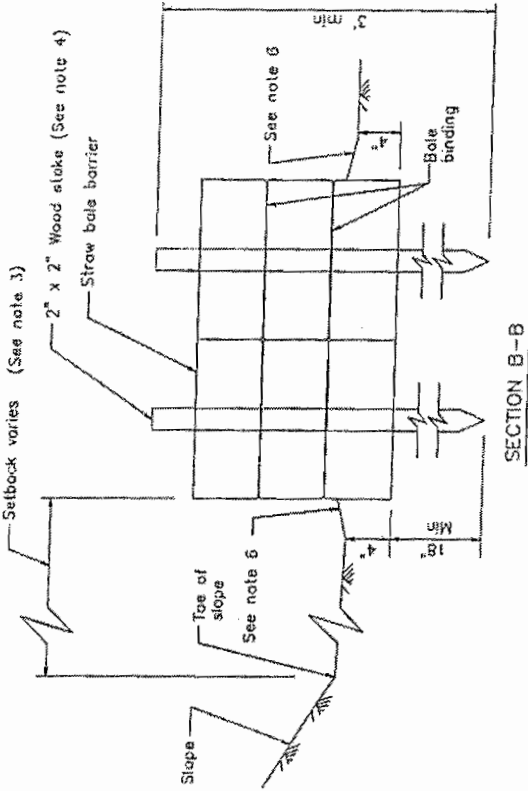 Setback varies (See note 3)
2" x 2" Wood stake (See note 4)
Straw bale barrier
3' min
See note 6
4"
Bale
binding
Slope
Toe of
slope
See note 6
4"
18"
Min
SECTION B-B